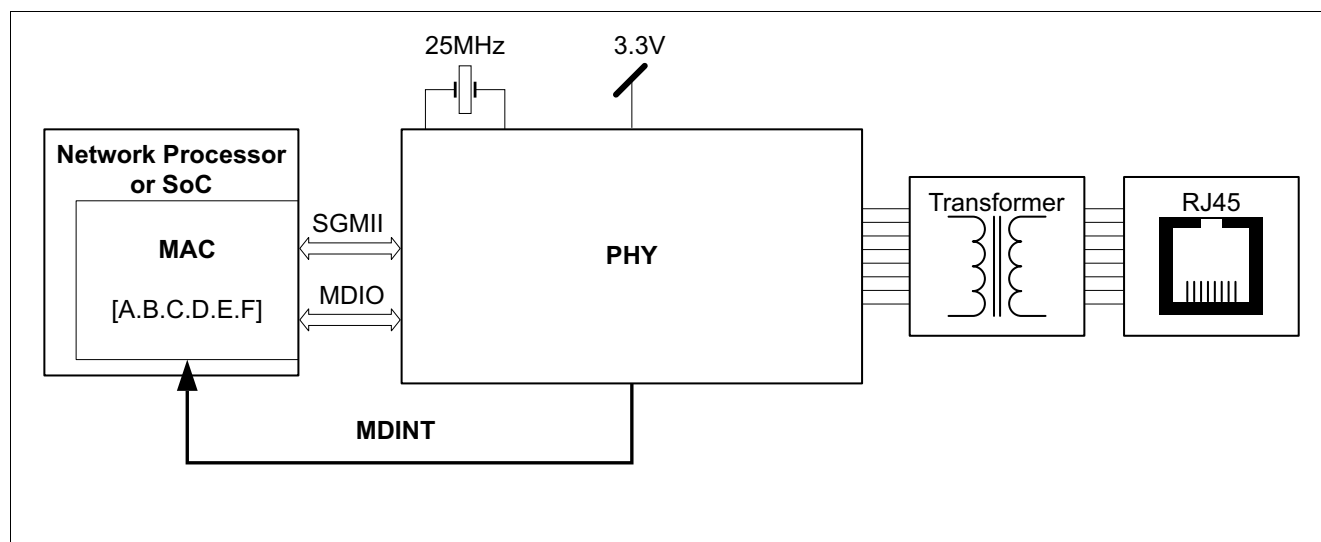 25MHz
3.3V
Network Processor
or SoC
MAC
[A.B.C.D.E.F]
SGMII
MDIO
PHY
Transformer
RJ45
MDINT